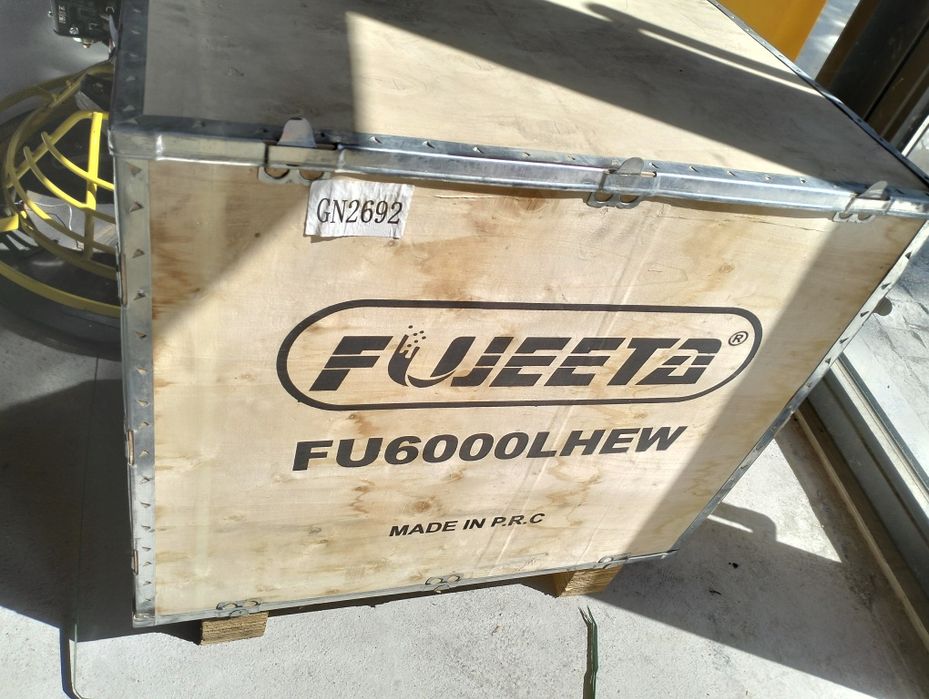 GN2692
FUJEETA®
FU6000LHEW
MADE IN P.R.C